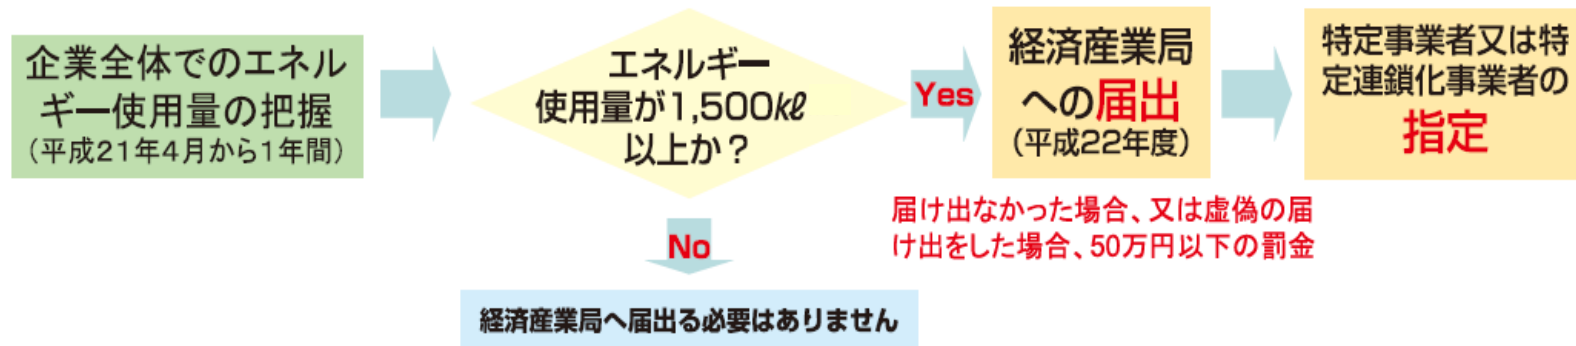 企業全体でのエネル
ギー使用量の把握
（平成21年4月から1年間）
エネルギー
使用量が1,500㎘
以上か？
Yes
経済産業局
への届出
（平成22年度）
特定事業者又は特
定連鎖化事業者の
指定
届け出なかった場合、又は虚偽の届
け出をした場合、50万円以下の罰金
No
経済産業局へ届出る必要はありません